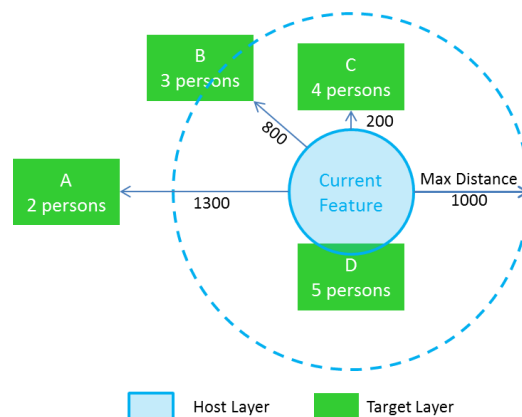 B
3 persons
C
4 persons
800
200
A
2 persons
1300
Current
Feature
Max Distance
1000
D
5 persons
Host Layer
Target Layer